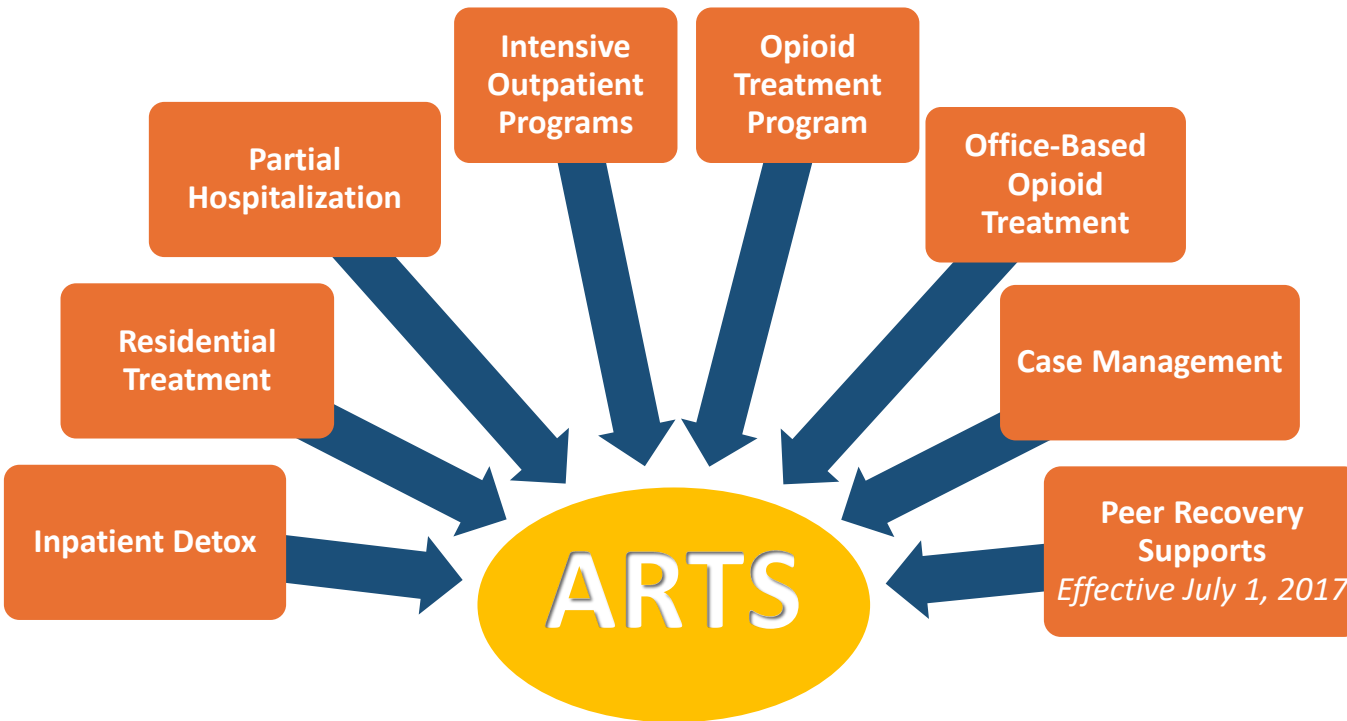 Intensive
Outpatient
Programs
Opioid
Treatment
Program
Partial
Hospitalization
Office-Based
Opioid
Treatment
Residential
Treatment
Case Management
Inpatient Detox
Peer Recovery
Supports
Effective July 1, 2017
ARTS